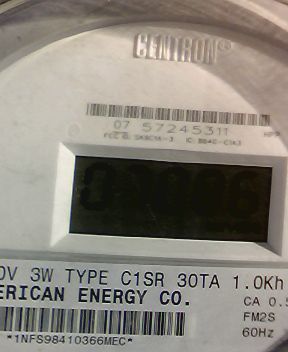 CENTRON®
07 57245311
0V 3W TYPE C1SR 30TA 1.0Kh
ERICAN ENERGY CO.
CA 0.5
FM2S
60Hz
*1NFS98410366MEC*